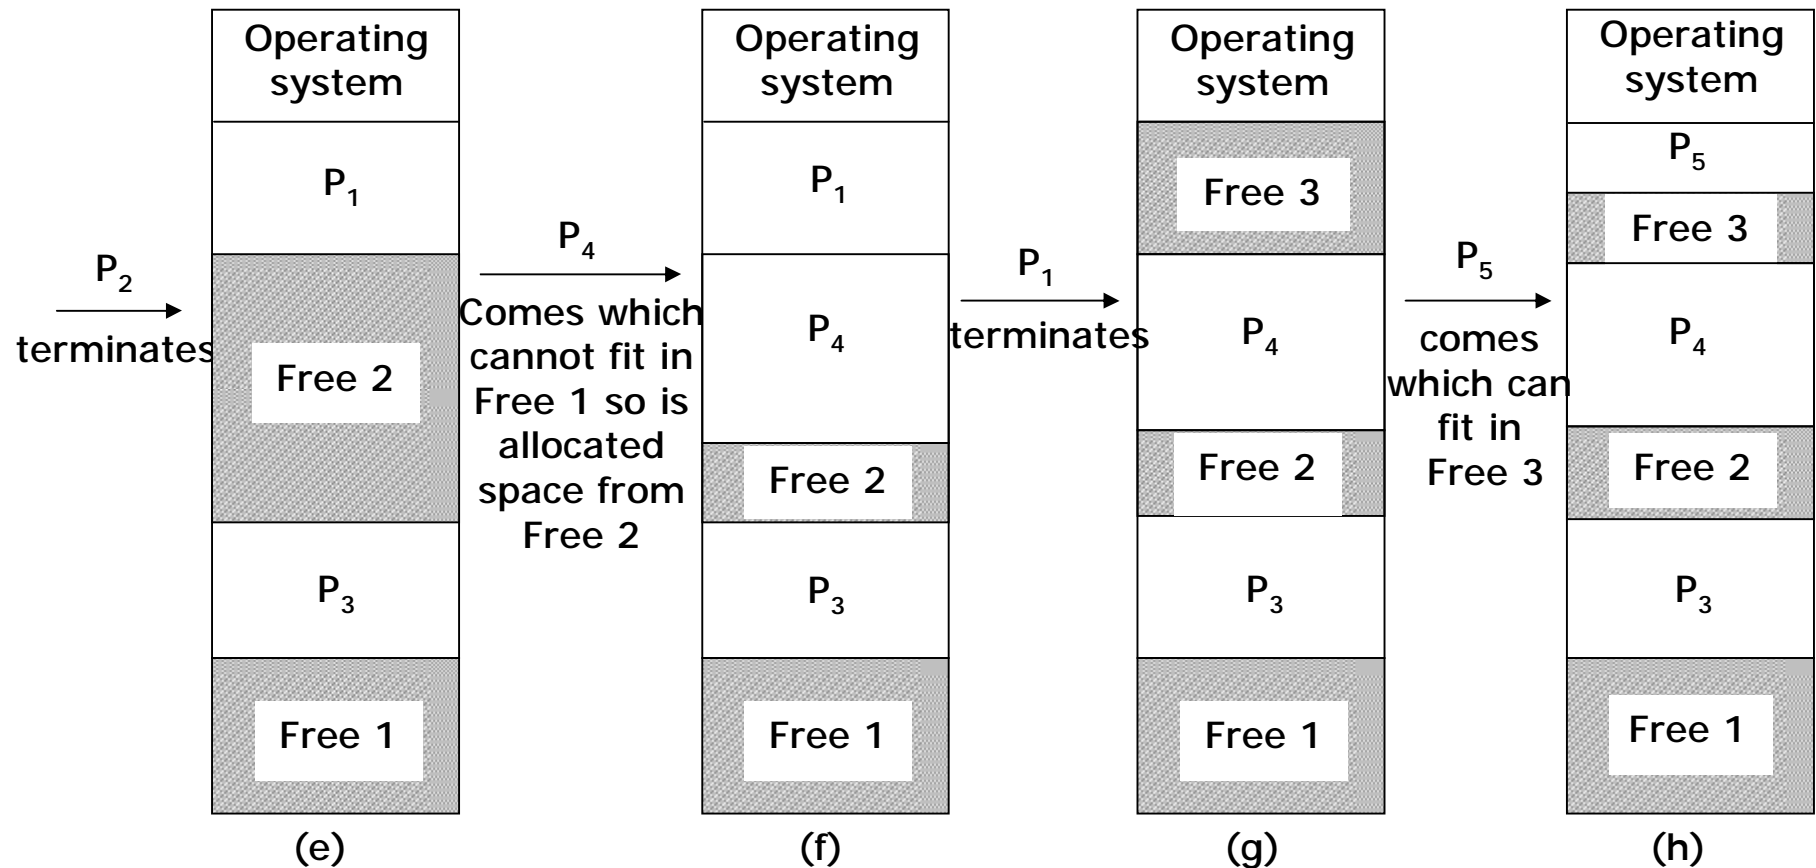 P₂
terminates
Operating
system
P₁
Free 2
P₃
Free 1
(e)
P₄
Comes which
cannot fit in
Free 1 so is
allocated
space from
Free 2
Operating
system
P₁
P₄
Free 2
P₃
Free 1
(f)
P₁
terminates
Operating
system
Free 3
P₄
Free 2
P₃
Free 1
(g)
P₅
comes
which can
fit in
Free 3
Operating
system
P₅
Free 3
P₄
Free 2
P₃
Free 1
(h)